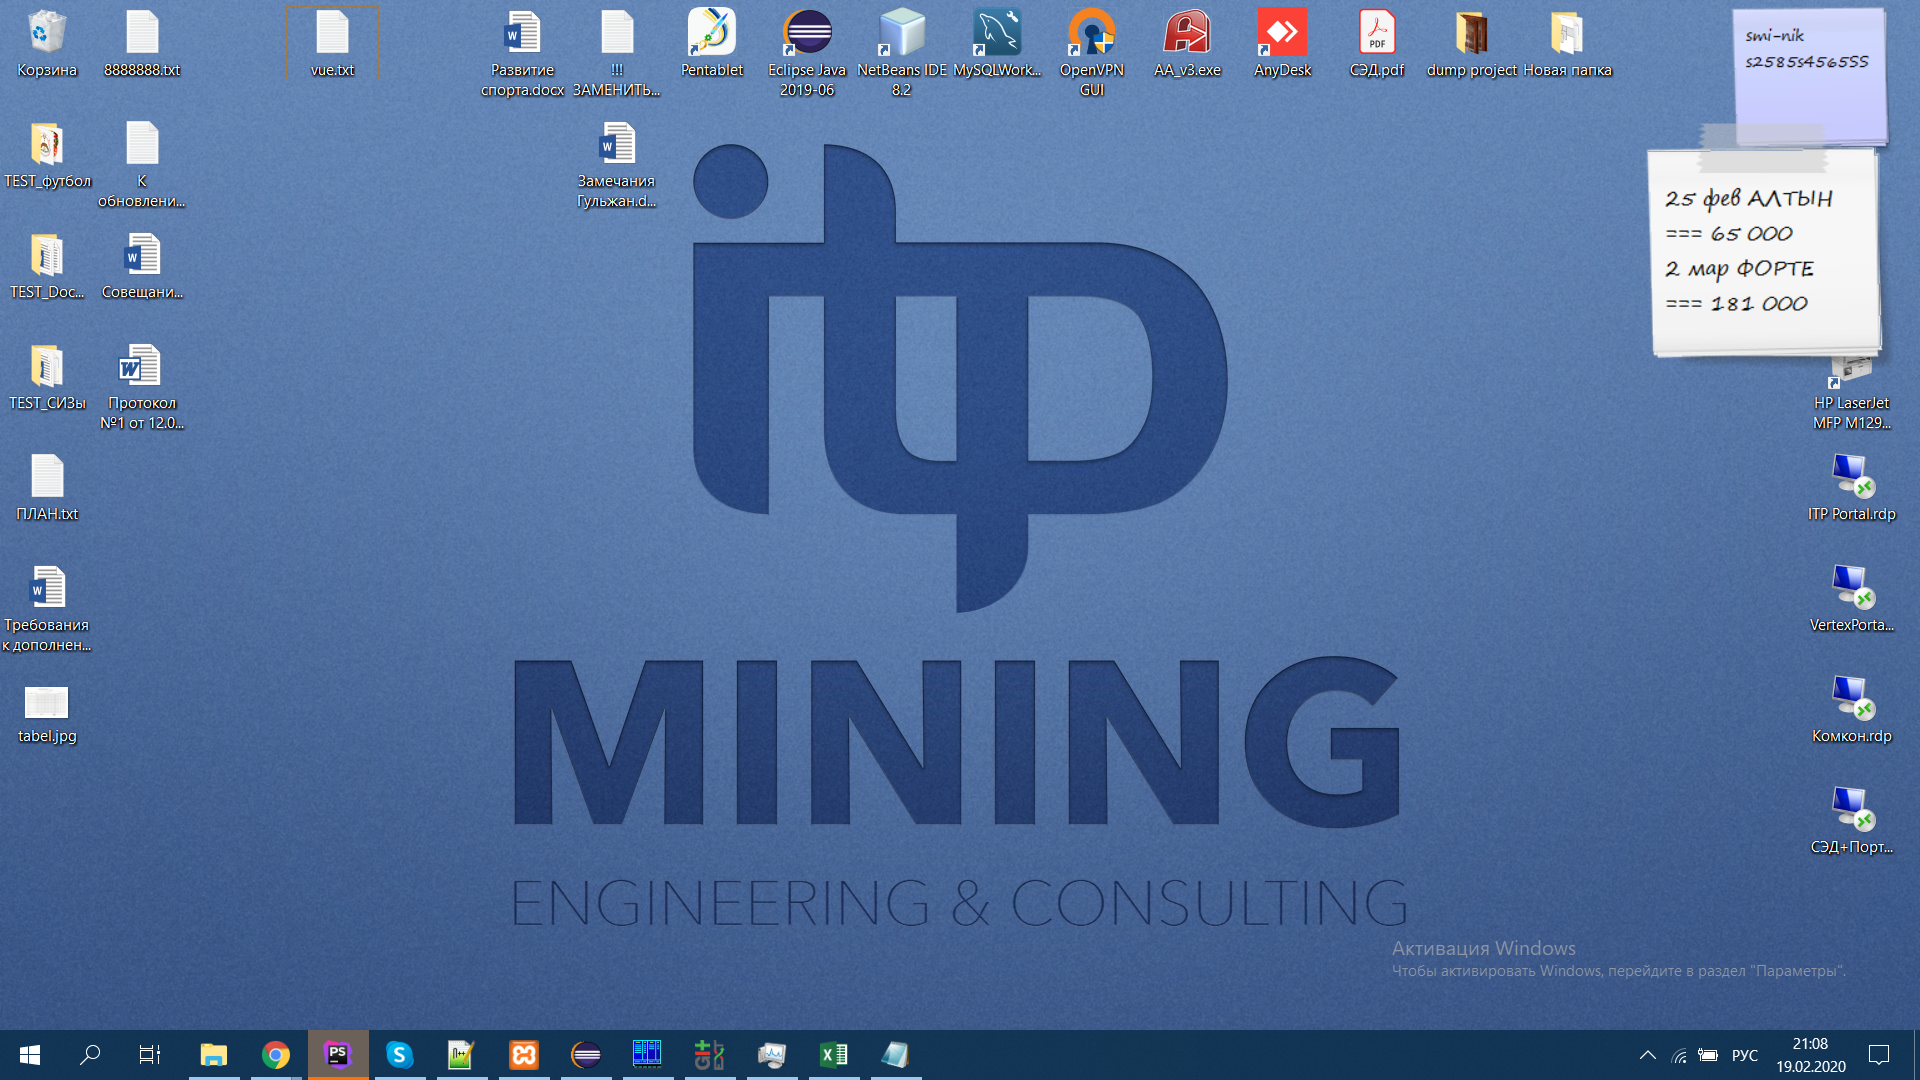 Корзина
8888888.txt
vue.txt
Развитие
спорта.docx
!!!
ЗАМЕНИТЬ...
Pentablet
Eclipse Java
2019-06
NetBeans IDE
8.2
MySQLWork...
OpenVPN
GUI
AA_v3.exe
AnyDesk
СЭД.pdf
dump project
Новая папка
smi-nik
s2585s456SS
TEST_футбол
К
обновлени...
Замечания
Гульжан.d...
25 фев АЛТЫН
=== 65 000
2 мар ФОРТЕ
=== 181 000
TEST_Doc...
Совещани...
TEST_СИЗы
Протокол
№1 от 12.0...
HP LaserJet
MFP M129...
ПЛАН.txt
ITP Portal.rdp
Требования
к дополнен...
VertexPorta...
tabel.jpg
Комкон.rdp
СЭД+Порт...
itp
MINING
ENGINEERING & CONSULTING
Активация Windows
Чтобы активировать Windows, перейдите в раздел "Параметры".
РУС
21:08
19.02.2020